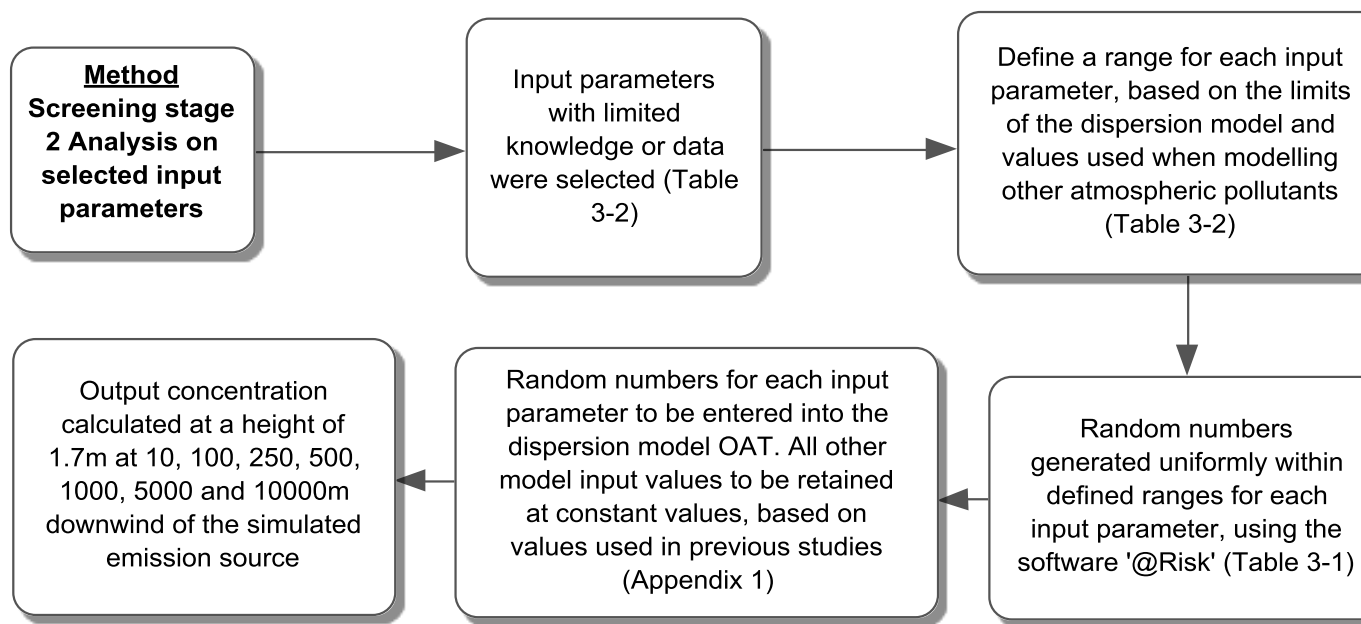 Method
Screening stage
2 Analysis on
selected input
parameters
Input parameters
with limited
knowledge or data
were selected (Table
3-2)
Define a range for each input
parameter, based on the limits
of the dispersion model and
values used when modelling
other atmospheric pollutants
(Table 3-2)
Random numbers
generated uniformly within
defined ranges for each
input parameter, using the
software '@Risk' (Table 3-1)
Random numbers for each input
parameter to be entered into the
dispersion model OAT. All other
model input values to be retained
at constant values, based on
values used in previous studies
(Appendix 1)
Output concentration
calculated at a height of
1.7m at 10, 100, 250, 500,
1000, 5000 and 10000m
downwind of the simulated
emission source